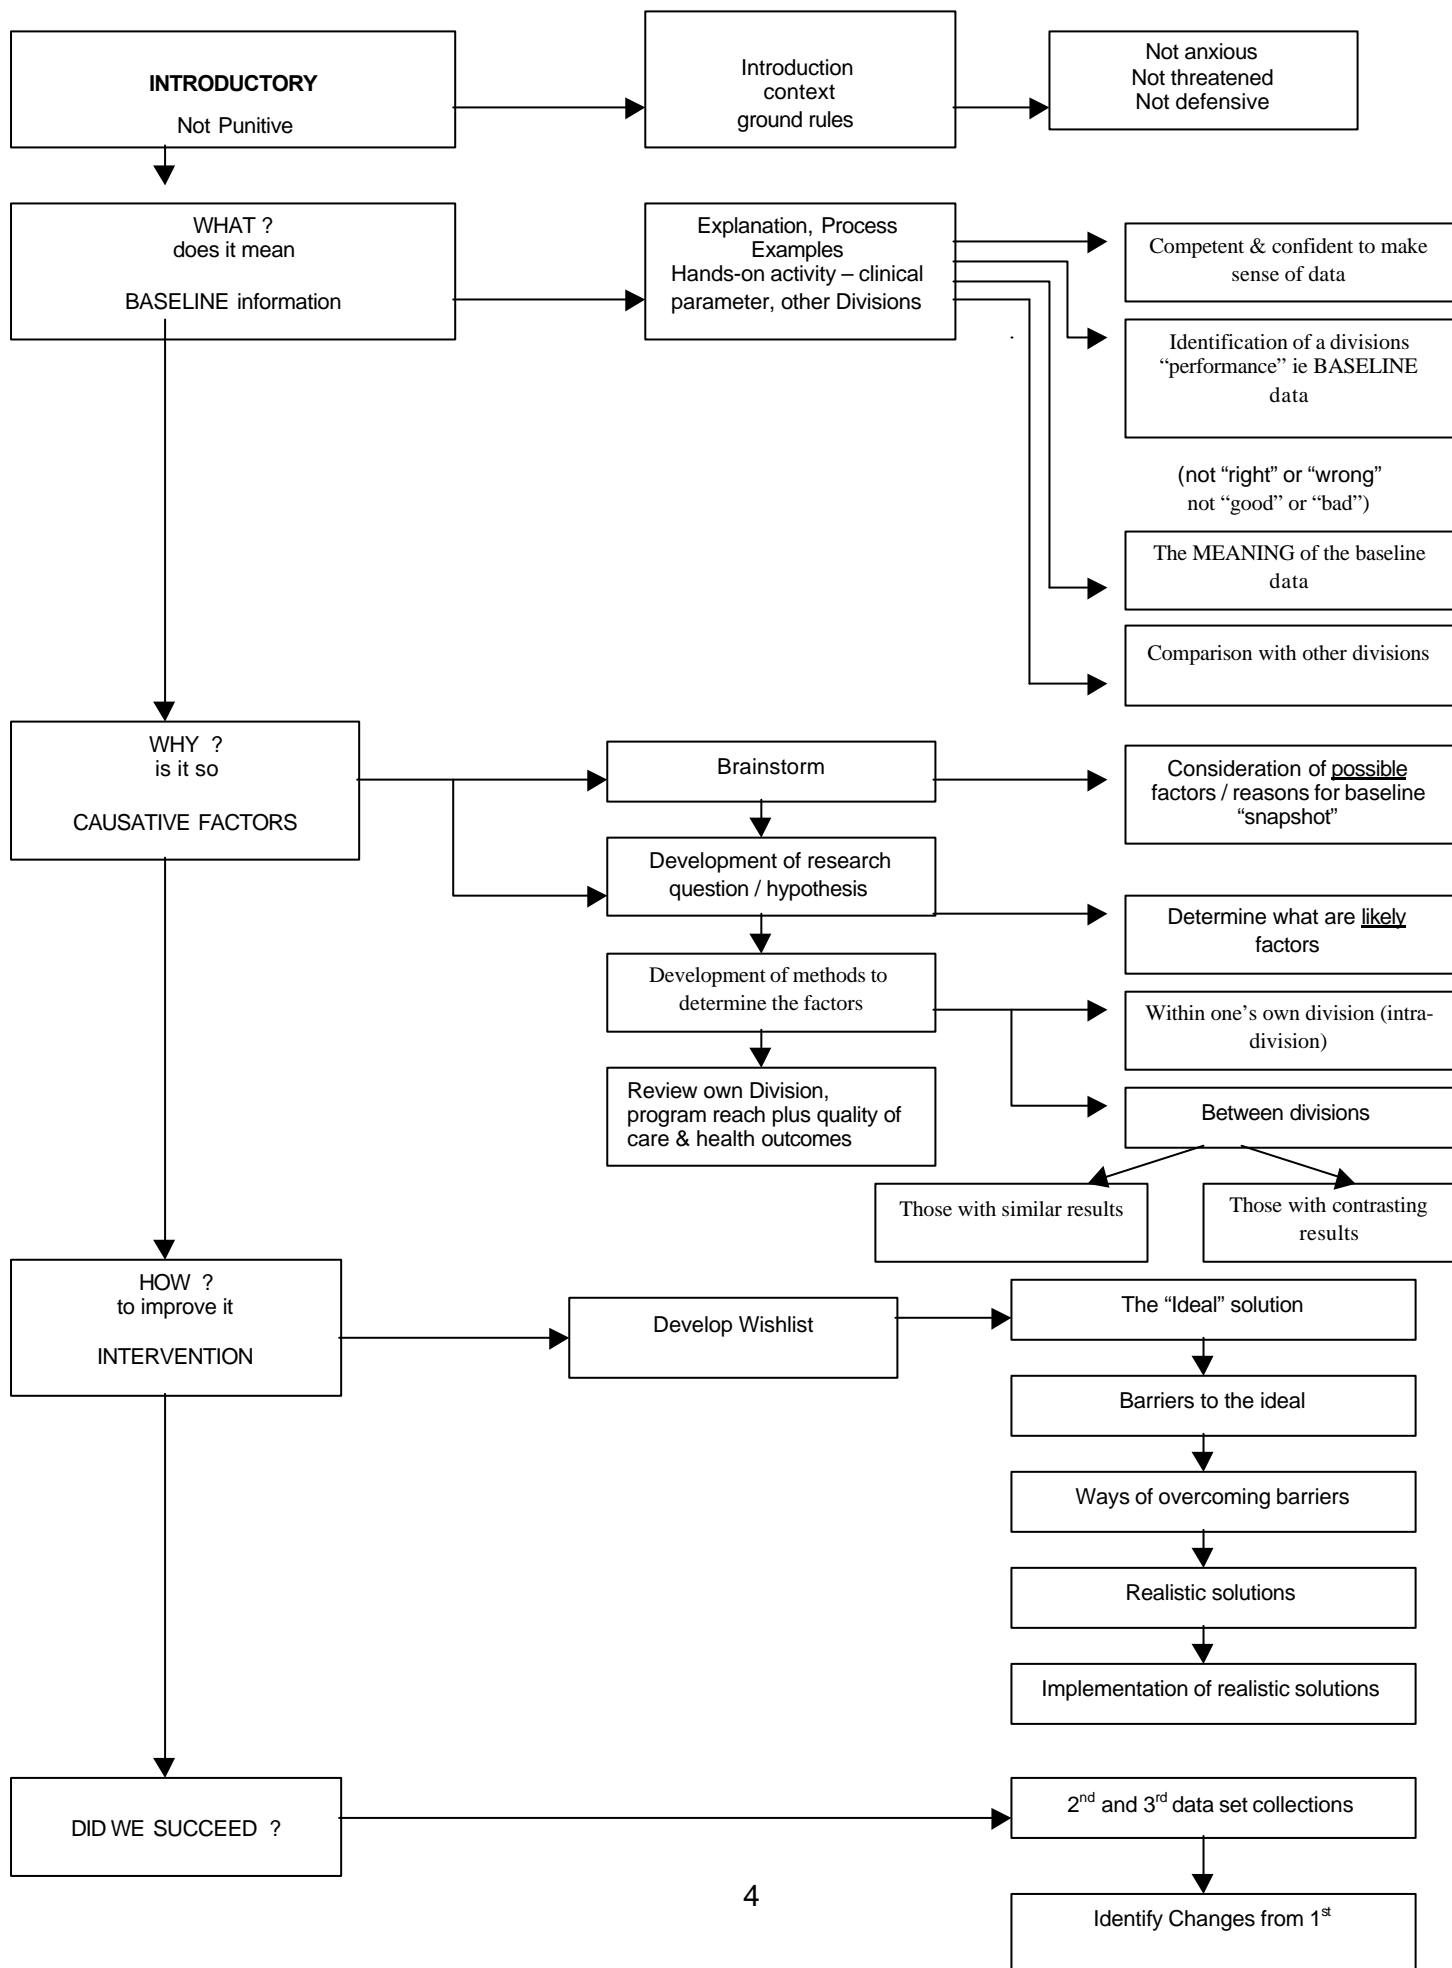 INTRODUCTORY
Not Punitive
Introduction
context
ground rules
Not anxious
Not threatened
Not defensive
WHAT ?
does it mean
BASELINE information
Explanation, Process
Examples
Hands-on activity – clinical
parameter, other Divisions
Competent & confident to make
sense of data
Identification of a divisions
“performance” ie BASELINE
data
(not “right” or “wrong”
not “good” or “bad”)
The MEANING of the baseline
data
Comparison with other divisions
WHY ?
is it so
CAUSATIVE FACTORS
Brainstorm
Consideration of possible
factors / reasons for baseline
“snapshot”
Development of research
question / hypothesis
Determine what are likely
factors
Development of methods to
determine the factors
Within one’s own division (intra-
division)
Review own Division,
program reach plus quality of
care & health outcomes
Between divisions
Those with similar results
Those with contrasting
results
HOW ?
to improve it
INTERVENTION
Develop Wishlist
The “Ideal” solution
Barriers to the ideal
Ways of overcoming barriers
Realistic solutions
Implementation of realistic solutions
DID WE SUCCEED ?
2nd and 3rd data set collections
Identify Changes from 1st
4